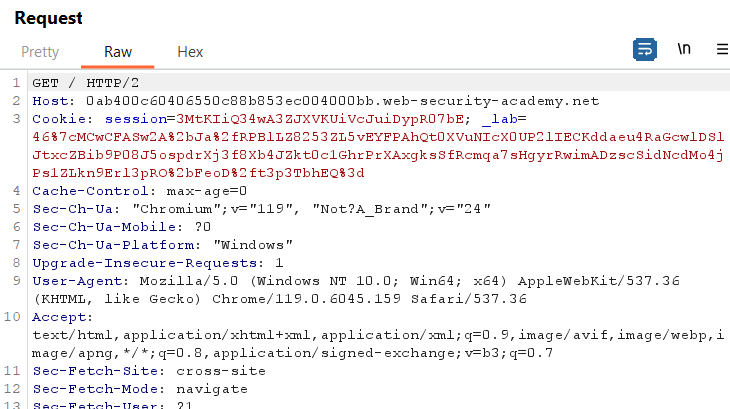 Request
Pretty Raw Hex \n
1 GET / HTTP/2
2 Host: 0ab400c60406550c88b853ec004000bb.web-security-academy.net
3 Cookie: session=3MtKIiQ34wA3ZJXVKUiVcJuiDypR07bE; _lab=
46%7cMCwCFASw2A%2bJa%2fRPBlLZ8253ZL5vEYFPAhQt0XVuNIcX0UP2lIECKddaeu4RaGcwlDSl
JtxcZBib9P08J5ospdrXj3f8Xb4JZkt0c1GhrPrXAxgksSfRcmqa7sHgyrRwimADzscSidNcdMo4j
Ps1ZLkn9Erl3pRO%2bFeoD%2ft3p3TbhEQ%3d
4 Cache-Control: max-age=0
5 Sec-Ch-Ua: "Chromium";v="119", "Not?A_Brand";v="24"
6 Sec-Ch-Ua-Mobile: ?0
7 Sec-Ch-Ua-Platform: "Windows"
8 Upgrade-Insecure-Requests: 1
9 User-Agent: Mozilla/5.0 (Windows NT 10.0; Win64; x64) AppleWebKit/537.36
(KHTML, like Gecko) Chrome/119.0.6045.159 Safari/537.36
10 Accept:
text/html,application/xhtml+xml,application/xml;q=0.9,image/avif,image/webp,i
mage/apng,*/*;q=0.8,application/signed-exchange;v=b3;q=0.7
11 Sec-Fetch-Site: cross-site
12 Sec-Fetch-Mode: navigate
13 Sec-Fetch-User: ?1